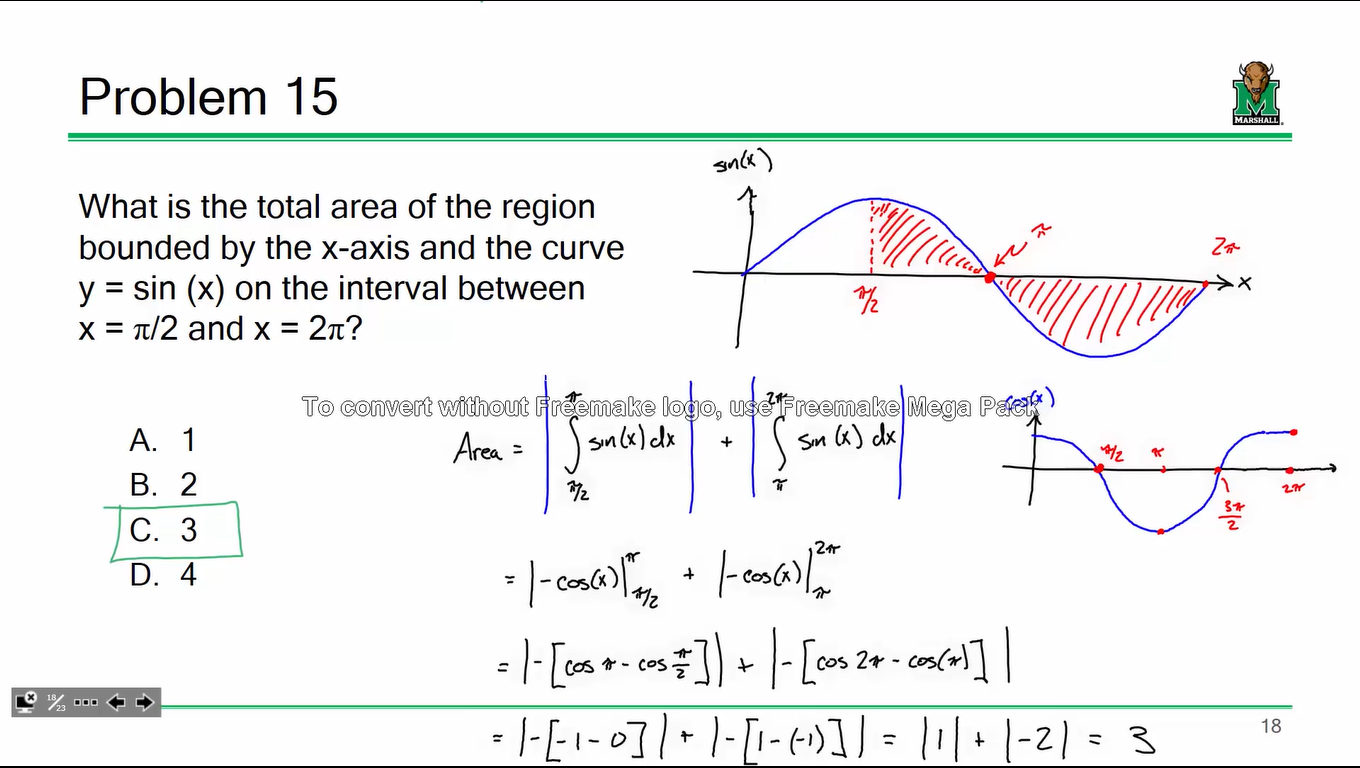 Problem 15
MARSHALL
What is the total area of the region
bounded by the x-axis and the curve
y = sin (x) on the interval between
x = π/2 and x = 2π?
sin(x)
π
2π
x
π/2
To convert without Freemake logo, use Freemake Mega Pack
A. 1
B. 2
C. 3
D. 4
Area = |∫_{π/2}^{π} sin(x) dx| + |∫_{π}^{2π} sin(x) dx|
cos(x)
π/2 π 3π/2 2π
= |-cos(x)|_{π/2}^{π} + |-cos(x)|_{π}^{2π}
= |-[cos π - cos π/2]| + |-[cos 2π - cos(π)]|
= |-[-1 - 0]| + |-[1 - (-1)]| = |1| + |-2| = 3
18/23
18